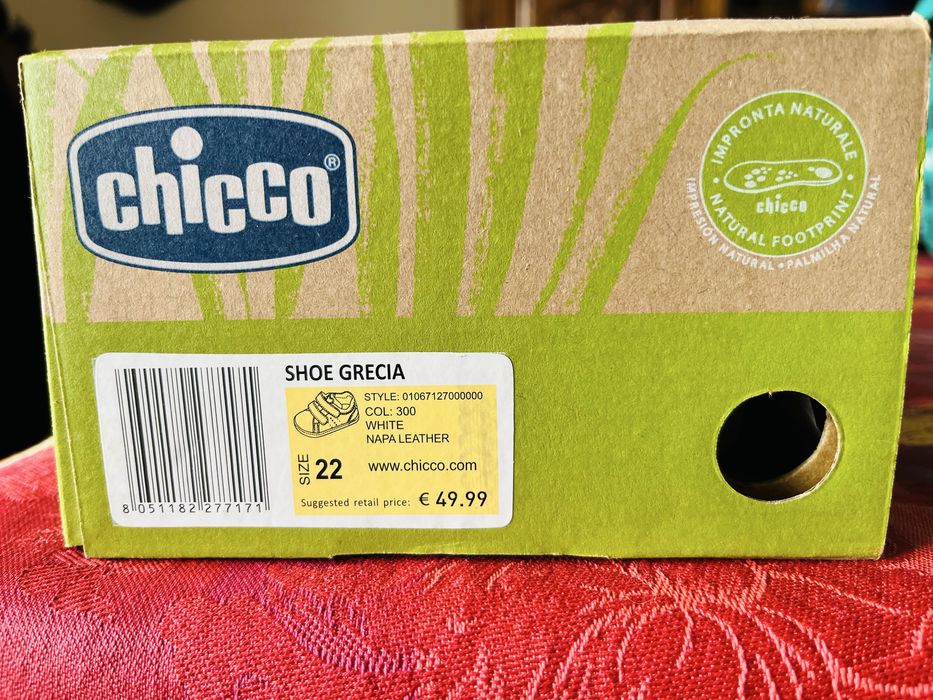 chicco®
IMPRONTA NATURALE
chicco
NATURAL FOOTPRINT
IMPRESIÓN NATURAL • PALMILHA NATURAL
SHOE GRECIA
STYLE: 01067127000000
COL: 300
WHITE
NAPA LEATHER
SIZE 22
www.chicco.com
Suggested retail price: € 49.99
8 051182 277171